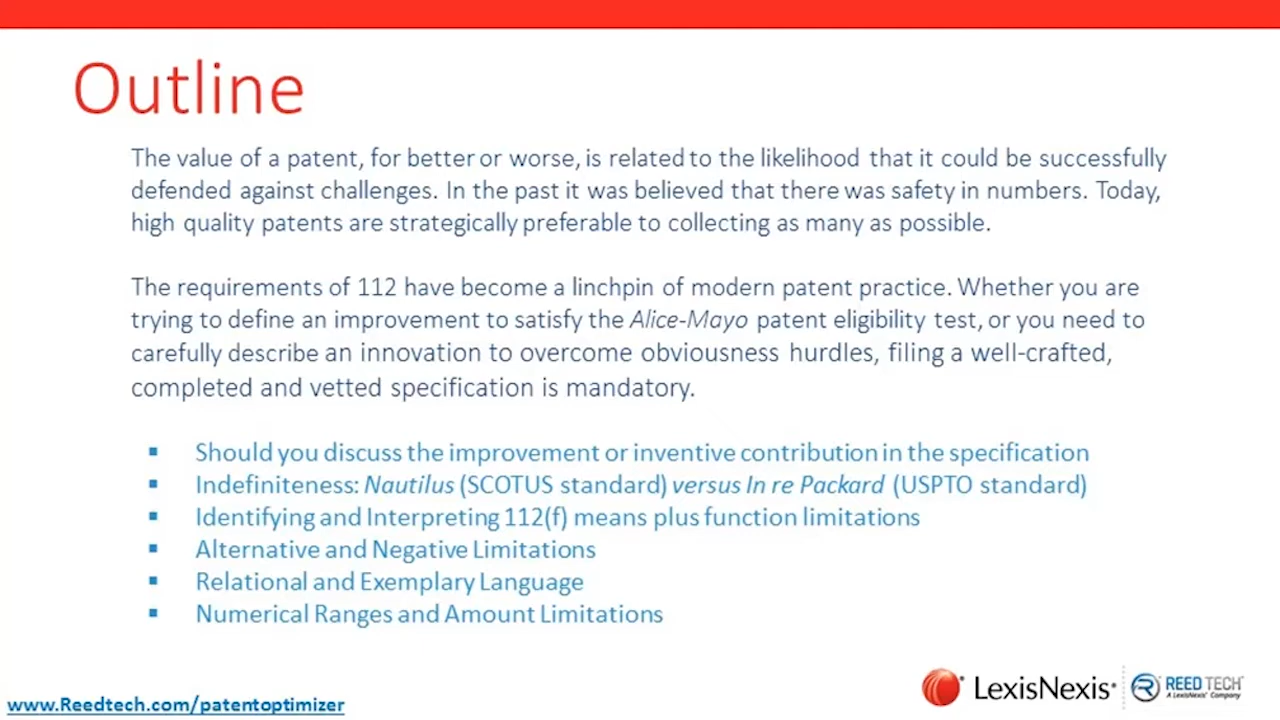 Outline
The value of a patent, for better or worse, is related to the likelihood that it could be successfully
defended against challenges. In the past it was believed that there was safety in numbers. Today,
high quality patents are strategically preferable to collecting as many as possible.
The requirements of 112 have become a linchpin of modern patent practice. Whether you are
trying to define an improvement to satisfy the Alice-Mayo patent eligibility test, or you need to
carefully describe an innovation to overcome obviousness hurdles, filing a well-crafted,
completed and vetted specification is mandatory.
▪ Should you discuss the improvement or inventive contribution in the specification
▪ Indefiniteness: Nautilus (SCOTUS standard) versus In re Packard (USPTO standard)
▪ Identifying and Interpreting 112(f) means plus function limitations
▪ Alternative and Negative Limitations
▪ Relational and Exemplary Language
▪ Numerical Ranges and Amount Limitations
www.Reedtech.com/patentoptimizer
LexisNexis®
REED TECH
A LexisNexis® Company